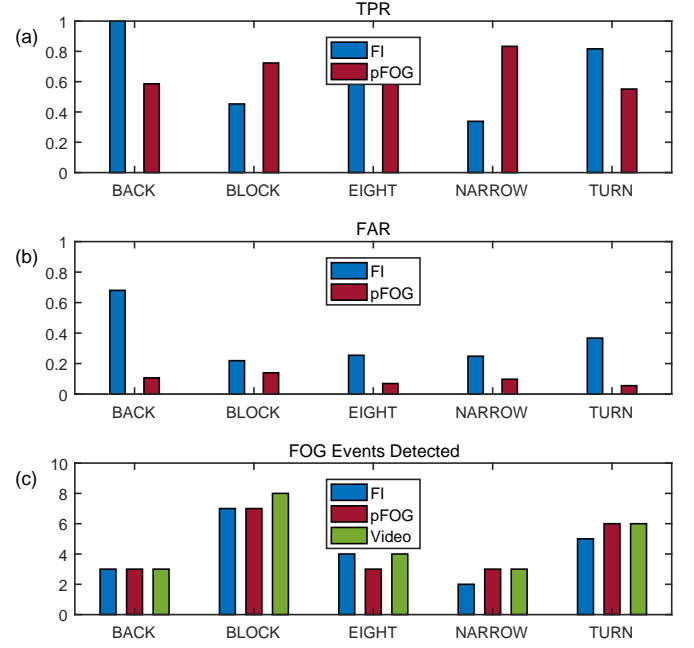 TPR
(a)
1
0.8
0.6
0.4
0.2
0
FI
pFOG
BACK BLOCK EIGHT NARROW TURN
FAR
(b)
1
0.8
0.6
0.4
0.2
0
FI
pFOG
BACK BLOCK EIGHT NARROW TURN
FOG Events Detected
(c)
10
8
6
4
2
0
FI
pFOG
Video
BACK BLOCK EIGHT NARROW TURN